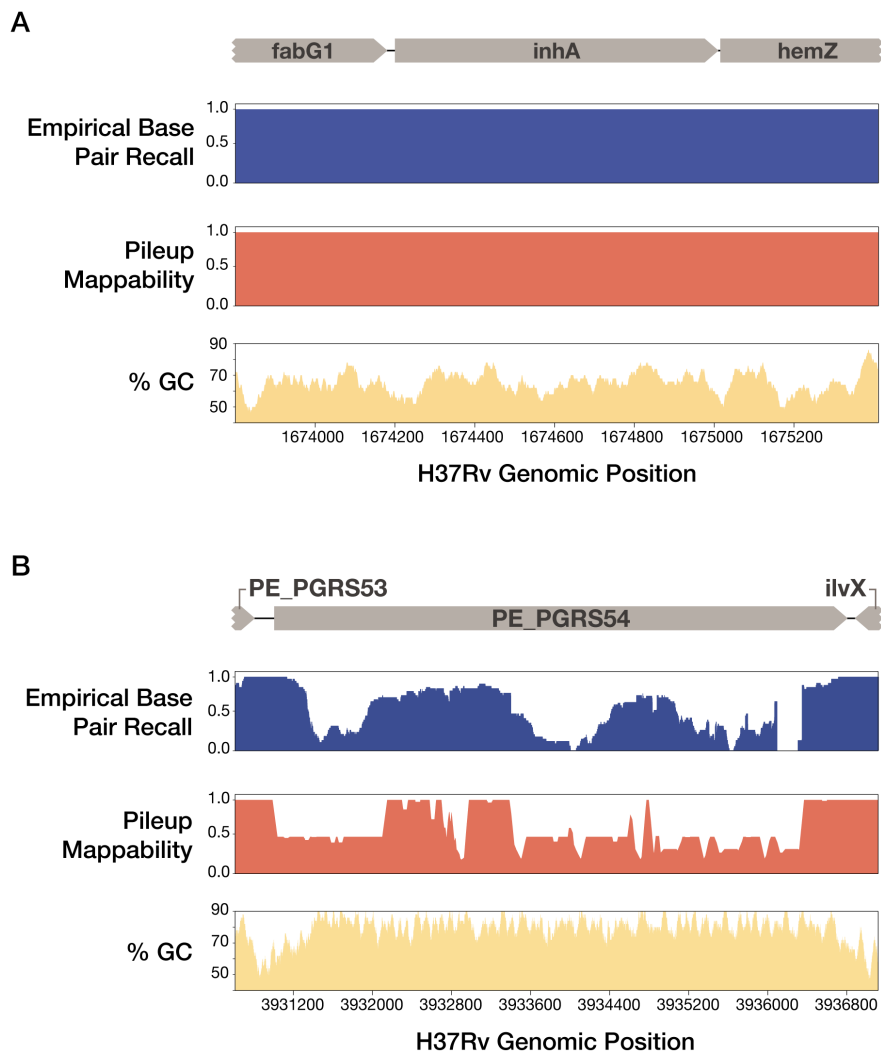 A
fabG1 inhA hemZ
Empirical Base
Pair Recall
1.0
0.5
0.0
Pileup
Mappability
1.0
0.5
0.0
% GC
90
70
50
1674000 1674200 1674400 1674600 1674800 1675000 1675200
H37Rv Genomic Position
B
PE_PGRS53 ilvX
PE_PGRS54
Empirical Base
Pair Recall
1.0
0.5
0.0
Pileup
Mappability
1.0
0.5
0.0
% GC
90
70
50
3931200 3932000 3932800 3933600 3934400 3935200 3936000 3936800
H37Rv Genomic Position